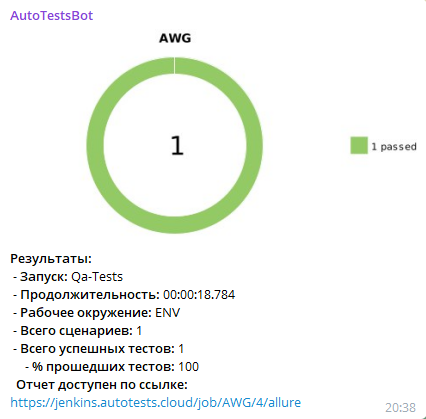 AutoTestsBot
AWG
1
1 passed
Результаты:
- Запуск: Qa-Tests
- Продолжительность: 00:00:18.784
- Рабочее окружение: ENV
- Всего сценариев: 1
- Всего успешных тестов: 1
- % прошедших тестов: 100
Отчет доступен по ссылке:
https://jenkins.autotests.cloud/job/AWG/4/allure
20:38